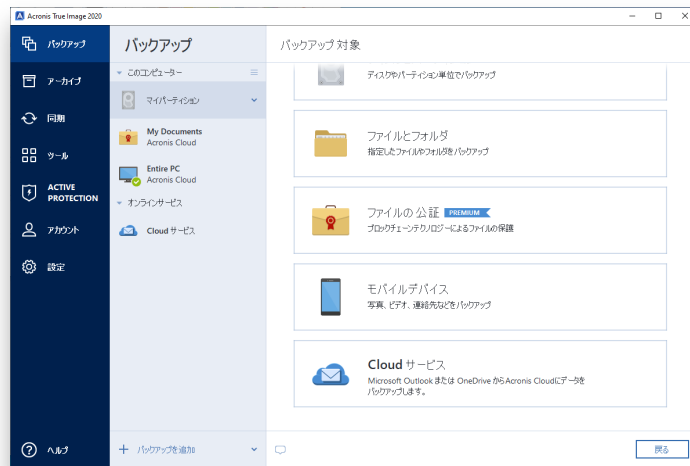 Acronis True Image 2020
バックアップ
アーカイブ
同期
ツール
ACTIVE
PROTECTION
アカウント
設定
ヘルプ
バックアップ
このコンピューター
マイパーティション
My Documents
Acronis Cloud
Entire PC
Acronis Cloud
オンラインサービス
Cloud サービス
バックアップを追加
バックアップ対象
ディスクやパーティション単位でバックアップ
ファイルとフォルダ
指定したファイルやフォルダをバックアップ
ファイルの公証 PREMIUM
ブロックチェーンテクノロジーによるファイルの保護
モバイルデバイス
写真、ビデオ、連絡先などをバックアップ
Cloud サービス
Microsoft Outlook または OneDrive からAcronis Cloudにデータを
バックアップします。
戻る